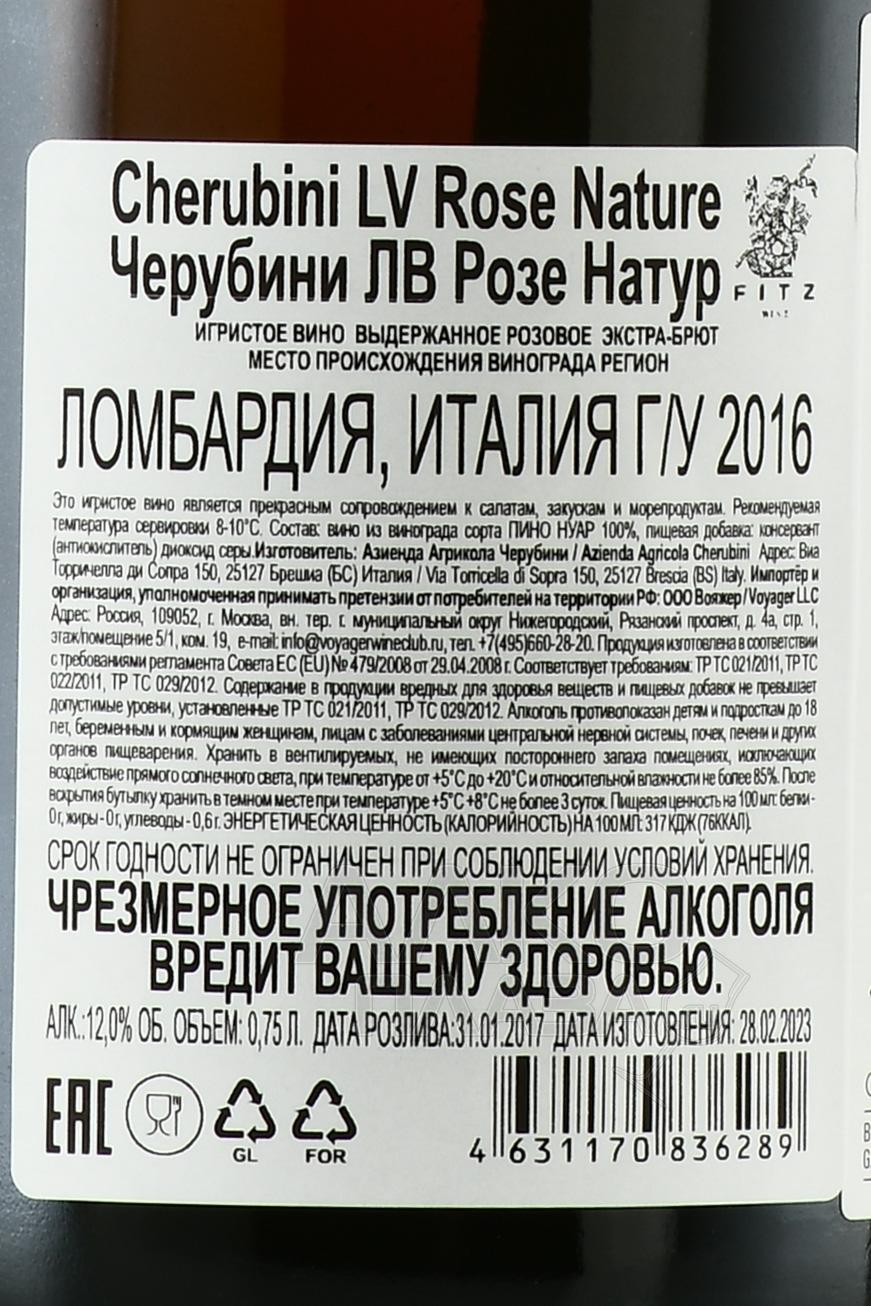 Cherubini LV Rose Nature
Черубини ЛВ Розе Натур
FITZ
ИГРИСТОЕ ВИНО ВЫДЕРЖАННОЕ РОЗОВОЕ ЭКСТРА-БРЮТ
МЕСТО ПРОИСХОЖДЕНИЯ ВИНОГРАДА РЕГИОН
ЛОМБАРДИЯ, ИТАЛИЯ Г/У 2016
Это игристое вино является прекрасным сопровождением к салатам, закускам и морепродуктам. Рекомендуемая
температура сервировки 8-10°С. Состав: вино из винограда сорта ПИНО НУАР 100%, пищевая добавка: консервант
(антиокислитель) диоксид серы.Изготовитель: Азиенда Агрикола Черубини / Azienda Agricola Cherubini Адрес: Виа
Торричелла ди Сопра 150, 25127 Брешиа (БС) Италия / Via Torricella di Sopra 150, 25127 Brescia (BS) Italy. Импортёр и
организация, уполномоченная принимать претензии от потребителей на территории РФ: ООО Вояжер / Voyager LLC
Адрес: Россия, 109052, г. Москва, вн. тер. г. муниципальный округ Нижегородский, Рязанский проспект, д. 4а, стр. 1,
этаж/помещение 5/1, ком. 19, e-mail: info@voyagerwineclub.ru, тел. +7(495)660-28-20. Продукция изготовлена в соответствии
с требованиями регламента Совета ЕС (EU) № 479/2008 от 29.04.2008 г. Соответствует требованиям: ТР ТС 021/2011, ТР ТС
022/2011, ТР ТС 029/2012. Содержание в продукции вредных для здоровья веществ и пищевых добавок не превышает
допустимые уровни, установленные ТР ТС 021/2011, ТР ТС 029/2012. Алкоголь противопоказан детям и подросткам до 18
лет, беременным и кормящим женщинам, лицам с заболеваниями центральной нервной системы, почек, печени и других
органов пищеварения. Хранить в вентилируемых, не имеющих постороннего запаха помещениях, исключающих
воздействие прямого солнечного света, при температуре от +5°С до +20°С и относительной влажности не более 85%. После
вскрытия бутылку хранить в темном месте при температуре +5°С +8°С не более 3 суток. Пищевая ценность на 100 мл: белки-
0 г, жиры - 0 г, углеводы - 0,6 г. ЭНЕРГЕТИЧЕСКАЯ ЦЕННОСТЬ (КАЛОРИЙНОСТЬ) НА 100 МЛ: 317 КДЖ (76ККАЛ).
СРОК ГОДНОСТИ НЕ ОГРАНИЧЕН ПРИ СОБЛЮДЕНИИ УСЛОВИЙ ХРАНЕНИЯ.
ЧРЕЗМЕРНОЕ УПОТРЕБЛЕНИЕ АЛКОГОЛЯ
ВРЕДИТ ВАШЕМУ ЗДОРОВЬЮ.
АЛК.:12,0% ОБ. ОБЪЕМ: 0,75 Л. ДАТА РОЗЛИВА:31.01.2017 ДАТА ИЗГОТОВЛЕНИЯ: 28.02.2023
EAC
GL
FOR
4 631170 836289